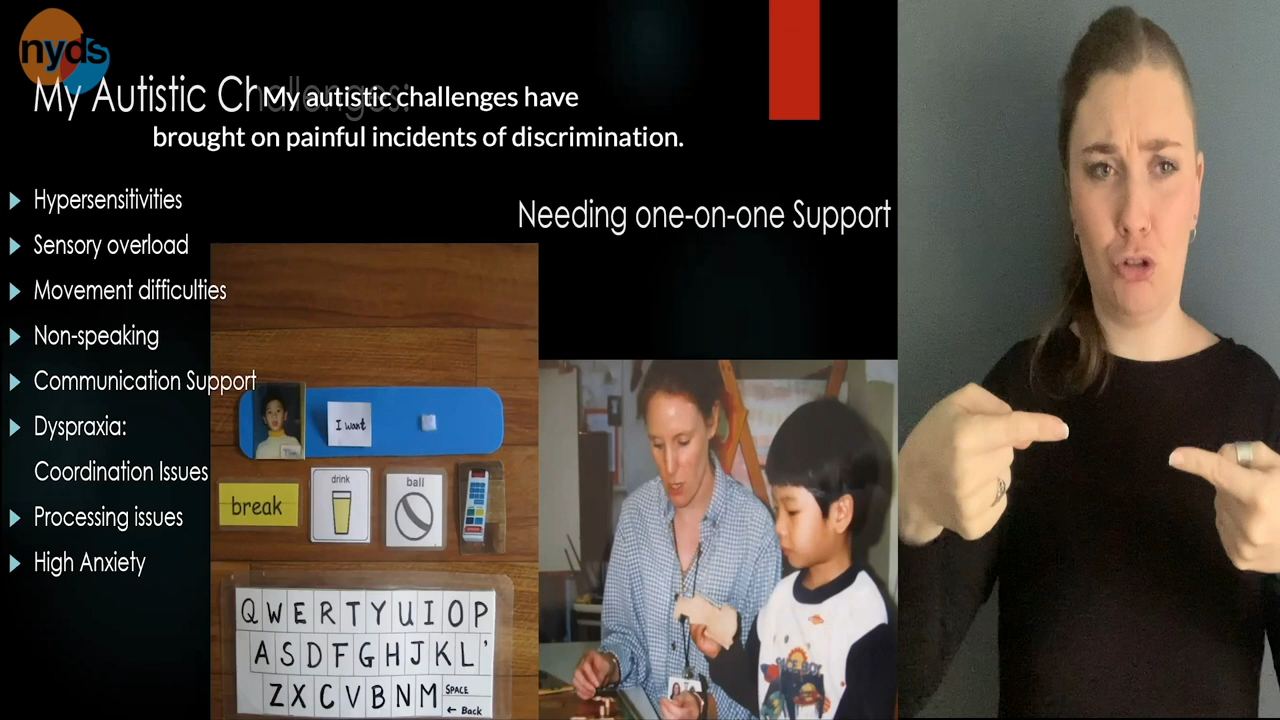 nyds
My Autistic Challenges:
My autistic challenges have
brought on painful incidents of discrimination.
Hypersensitivities
Sensory overload
Movement difficulties
Non-speaking
Communication Support
Dyspraxia:
Coordination Issues
Processing issues
High Anxiety
Needing one-on-one Support
I want
break
drink
ball
Q W E R T Y U I O P
A S D F G H J K L '
Z X C V B N M SPACE
← Back